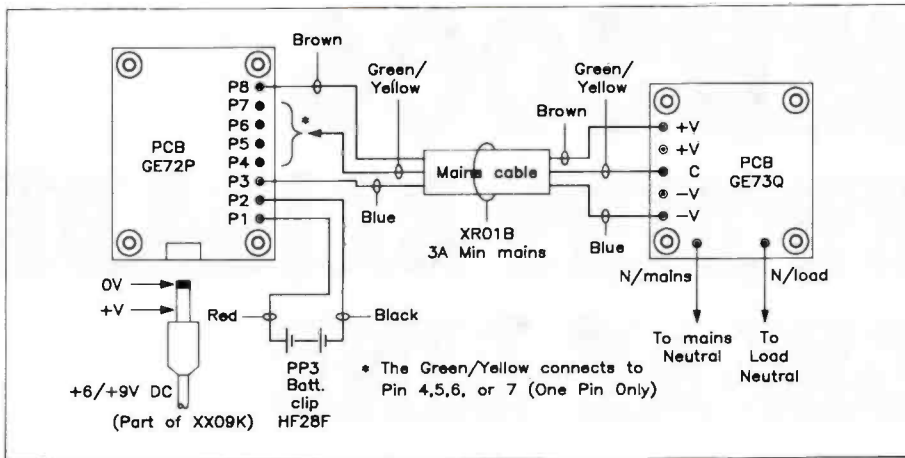 Brown
Green/
Yellow
P8
P7
P6
P5
P4
P3
P2
P1
*
PCB
GE72P
Blue
Mains cable
XR01B
3A Min mains
Green/
Yellow
Brown
Blue
+V
+V
C
-V
-V
PCB
GE73Q
N/mains
N/load
To mains
Neutral
To
Load
Neutral
0V
+V
+6/+9V DC
(Part of XX09K)
Red
Black
PP3
Batt.
clip
HF28F
* The Green/Yellow connects to
Pin 4,5,6, or 7 (One Pin Only)